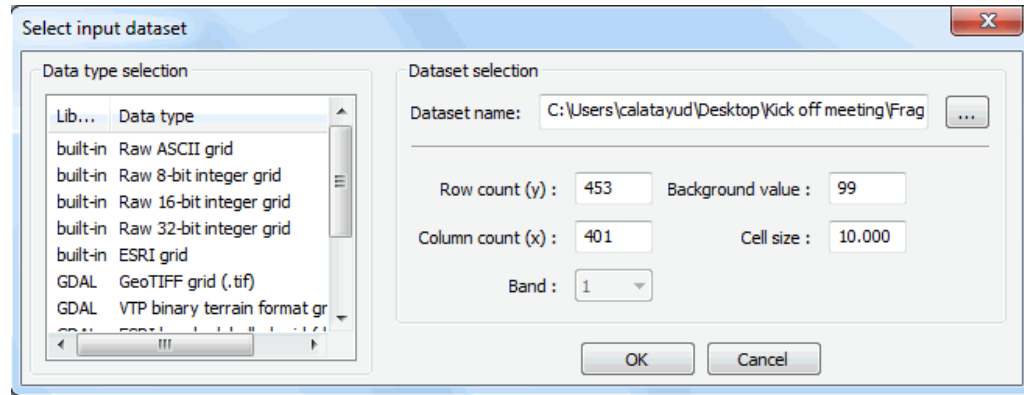 Select input dataset
Data type selection
Lib... Data type
built-in Raw ASCII grid
built-in Raw 8-bit integer grid
built-in Raw 16-bit integer grid
built-in Raw 32-bit integer grid
built-in ESRI grid
GDAL GeoTIFF grid (.tif)
GDAL VTP binary terrain format gr
Dataset selection
Dataset name: C:\Users\calatayud\Desktop\Kick off meeting\Frag ...
Row count (y) : 453 Background value : 99
Column count (x) : 401 Cell size : 10.000
Band : 1
OK Cancel